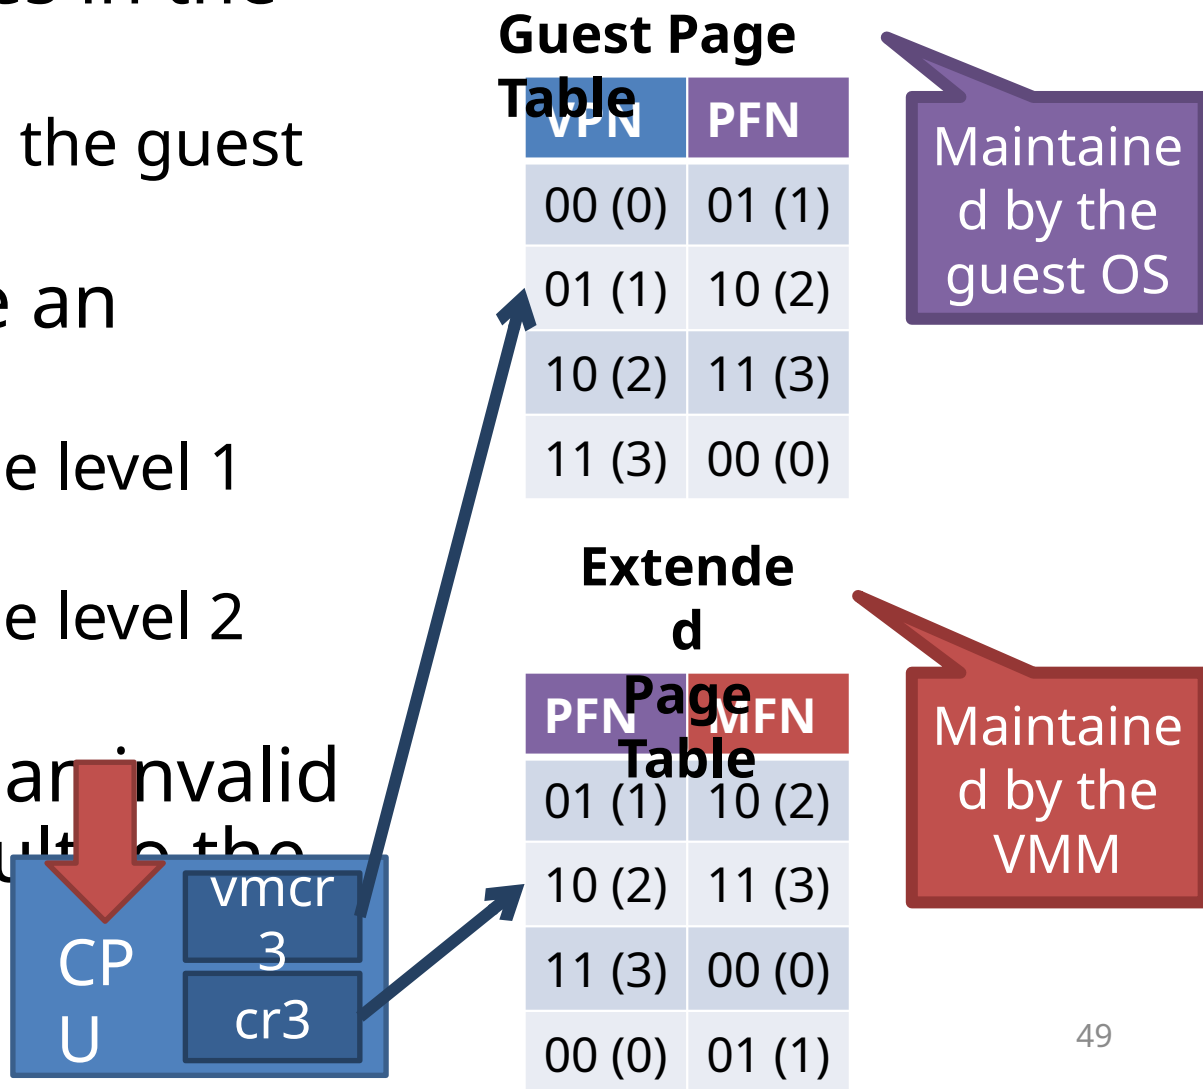 the guest
e an
e level 1
e level 2
invalid
the
Guest Page
Table
VPN PFN
00 (0) 01 (1)
01 (1) 10 (2)
10 (2) 11 (3)
11 (3) 00 (0)
Maintaine
d by the
guest OS
Extende
d
Page
Table
PFN MFN
01 (1) 10 (2)
10 (2) 11 (3)
11 (3) 00 (0)
00 (0) 01 (1)
Maintaine
d by the
VMM
CP
U
vmcr
3
cr3
49